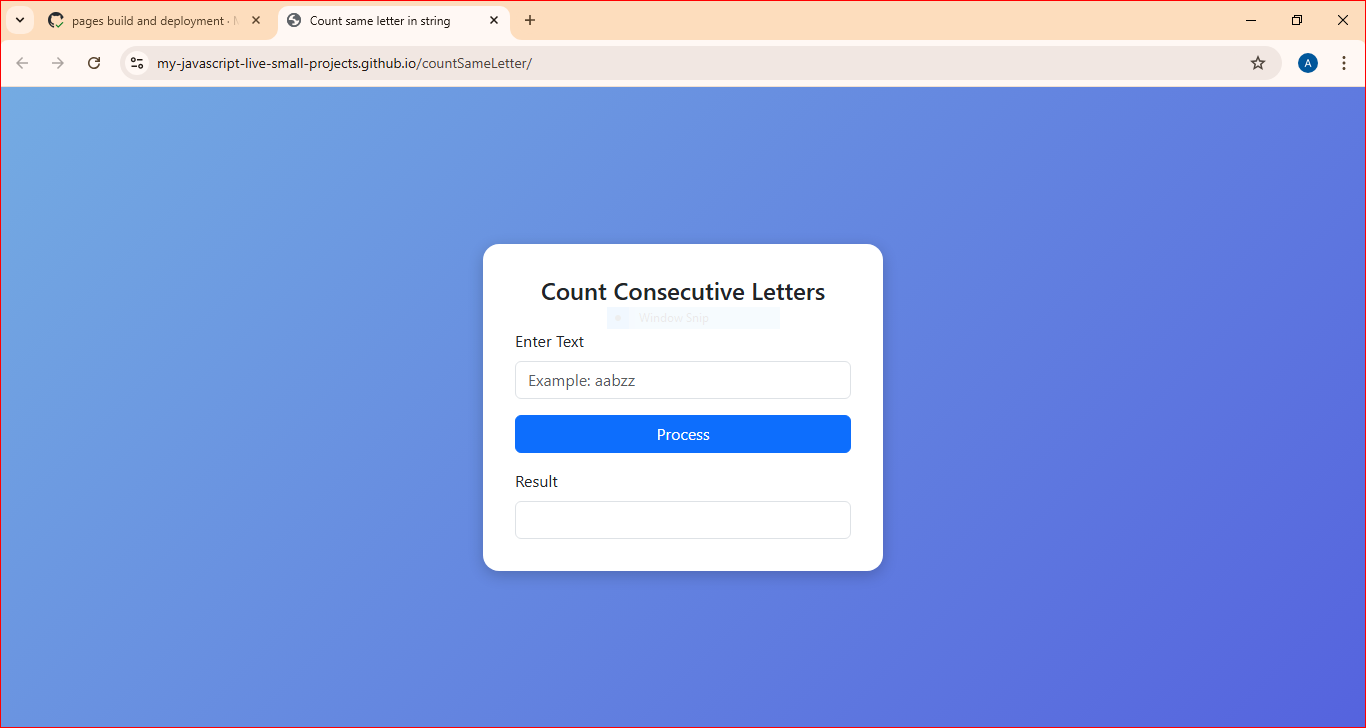 pages build and deployment ·
Count same letter in string
my-javascript-live-small-projects.github.io/countSameLetter/
A
Count Consecutive Letters
Window Snip
Enter Text
Example: aabzz
Process
Result